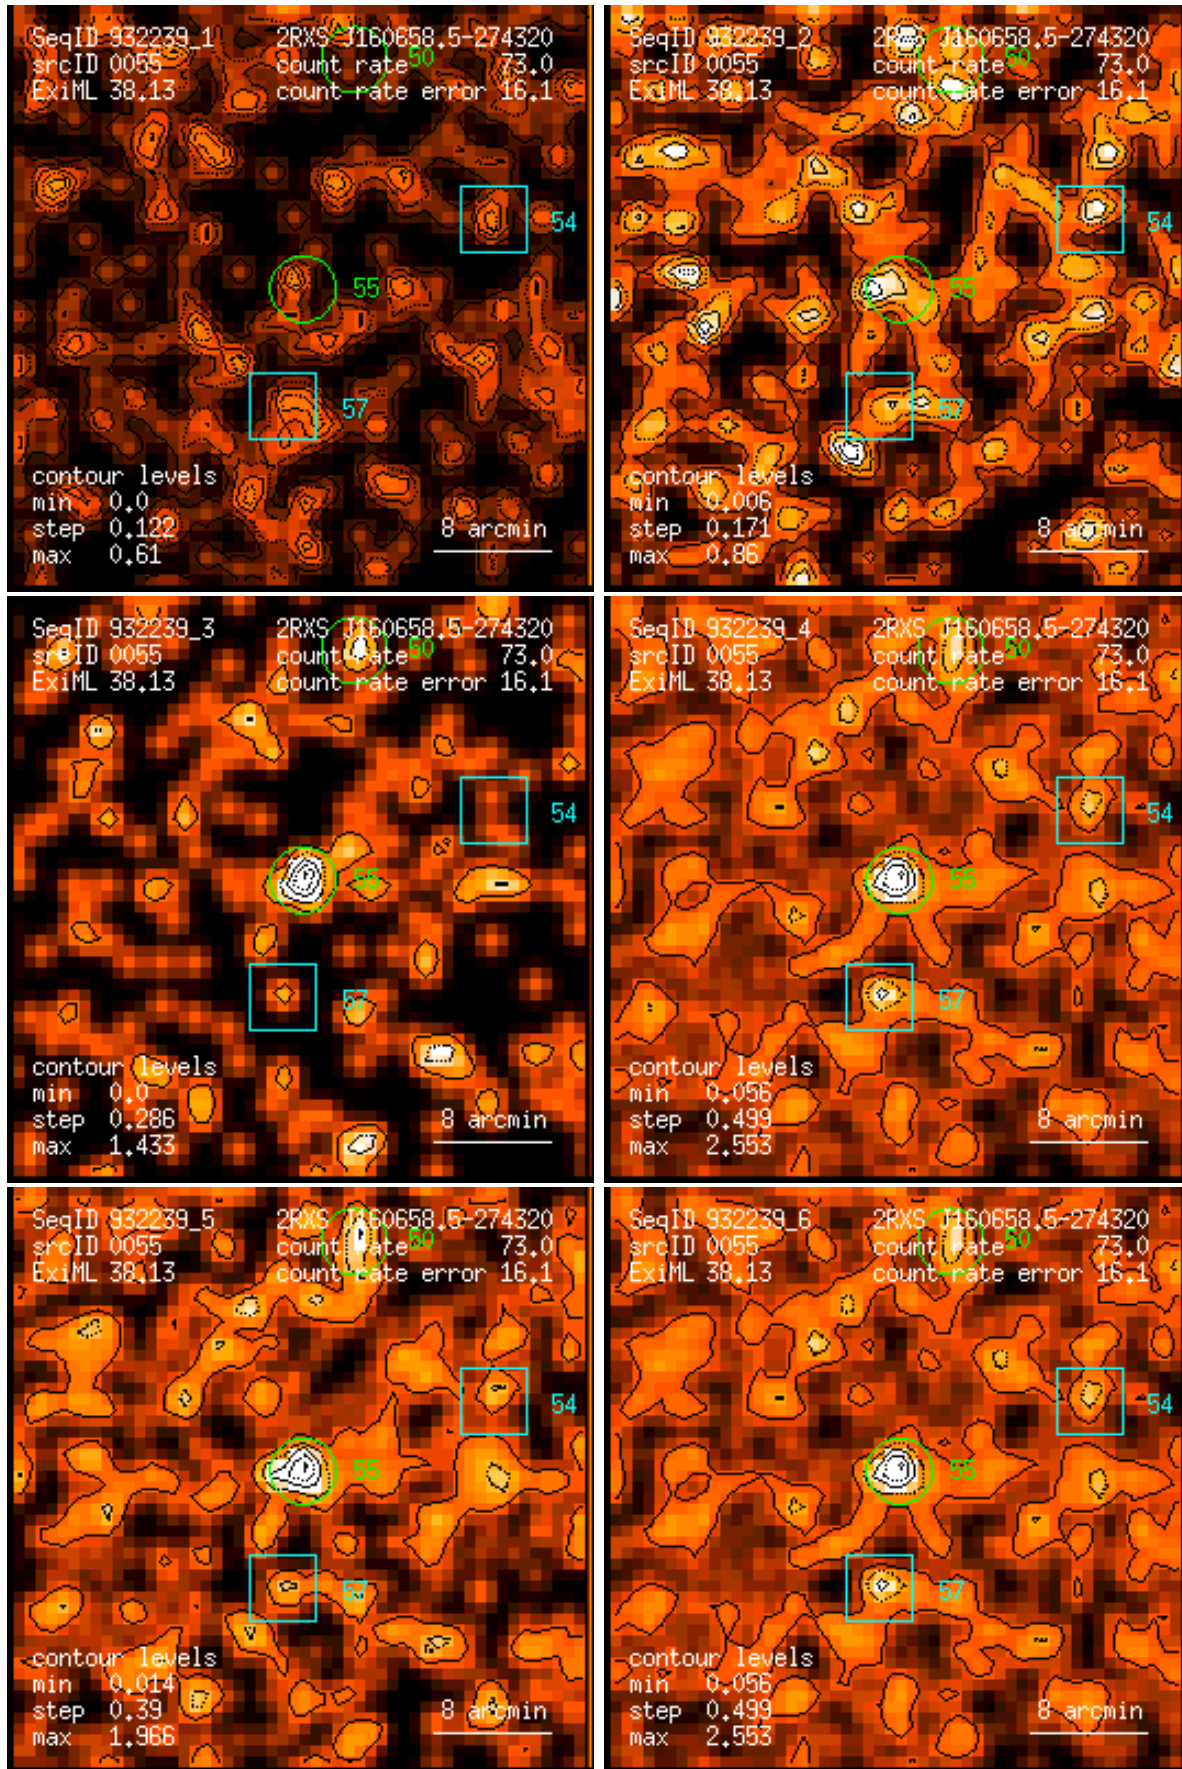 SeqID 932239_1 2RXS J160658.5-274320
srcID 0055 count rate 50 73.0
ExiML 38.13 count rate error 16.1
54
55
57
contour levels
min 0.0
step 0.122
max 0.61
8 arcmin
SeqID 932239_2 2RXS J160658.5-274320
srcID 0055 count rate 50 73.0
ExiML 38.13 count rate error 16.1
54
55
57
contour levels
min 0.006
step 0.171
max 0.86
8 arcmin
SeqID 932239_3 2RXS J160658.5-274320
srcID 0055 count rate 50 73.0
ExiML 38.13 count rate error 16.1
54
55
57
contour levels
min 0.0
step 0.286
max 1.433
8 arcmin
SeqID 932239_4 2RXS J160658.5-274320
srcID 0055 count rate 50 73.0
ExiML 38.13 count rate error 16.1
54
55
57
contour levels
min 0.056
step 0.499
max 2.553
8 arcmin
SeqID 932239_5 2RXS J160658.5-274320
srcID 0055 count rate 50 73.0
ExiML 38.13 count rate error 16.1
54
55
57
contour levels
min 0.014
step 0.39
max 1.966
8 arcmin
SeqID 932239_6 2RXS J160658.5-274320
srcID 0055 count rate 50 73.0
ExiML 38.13 count rate error 16.1
54
55
57
contour levels
min 0.056
step 0.499
max 2.553
8 arcmin